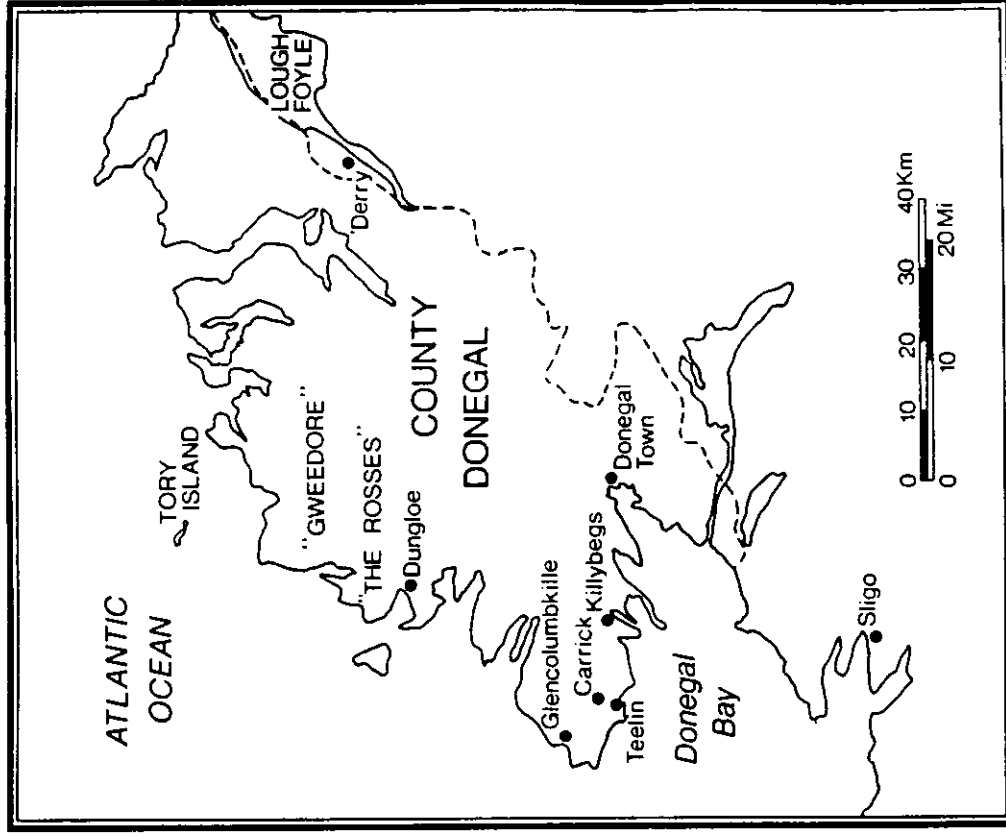 ATLANTIC
OCEAN
TORY
ISLAND
LOUGH
FOYLE
Derry
"GWEEDORE"
"THE ROSSES"
Dungloe
COUNTY
DONEGAL
Glencolumbkille
Carrick
Killybegs
Teelin
Donegal
Town
Donegal
Bay
Sligo
0 10 20 30 40Km
0 10 20Mi